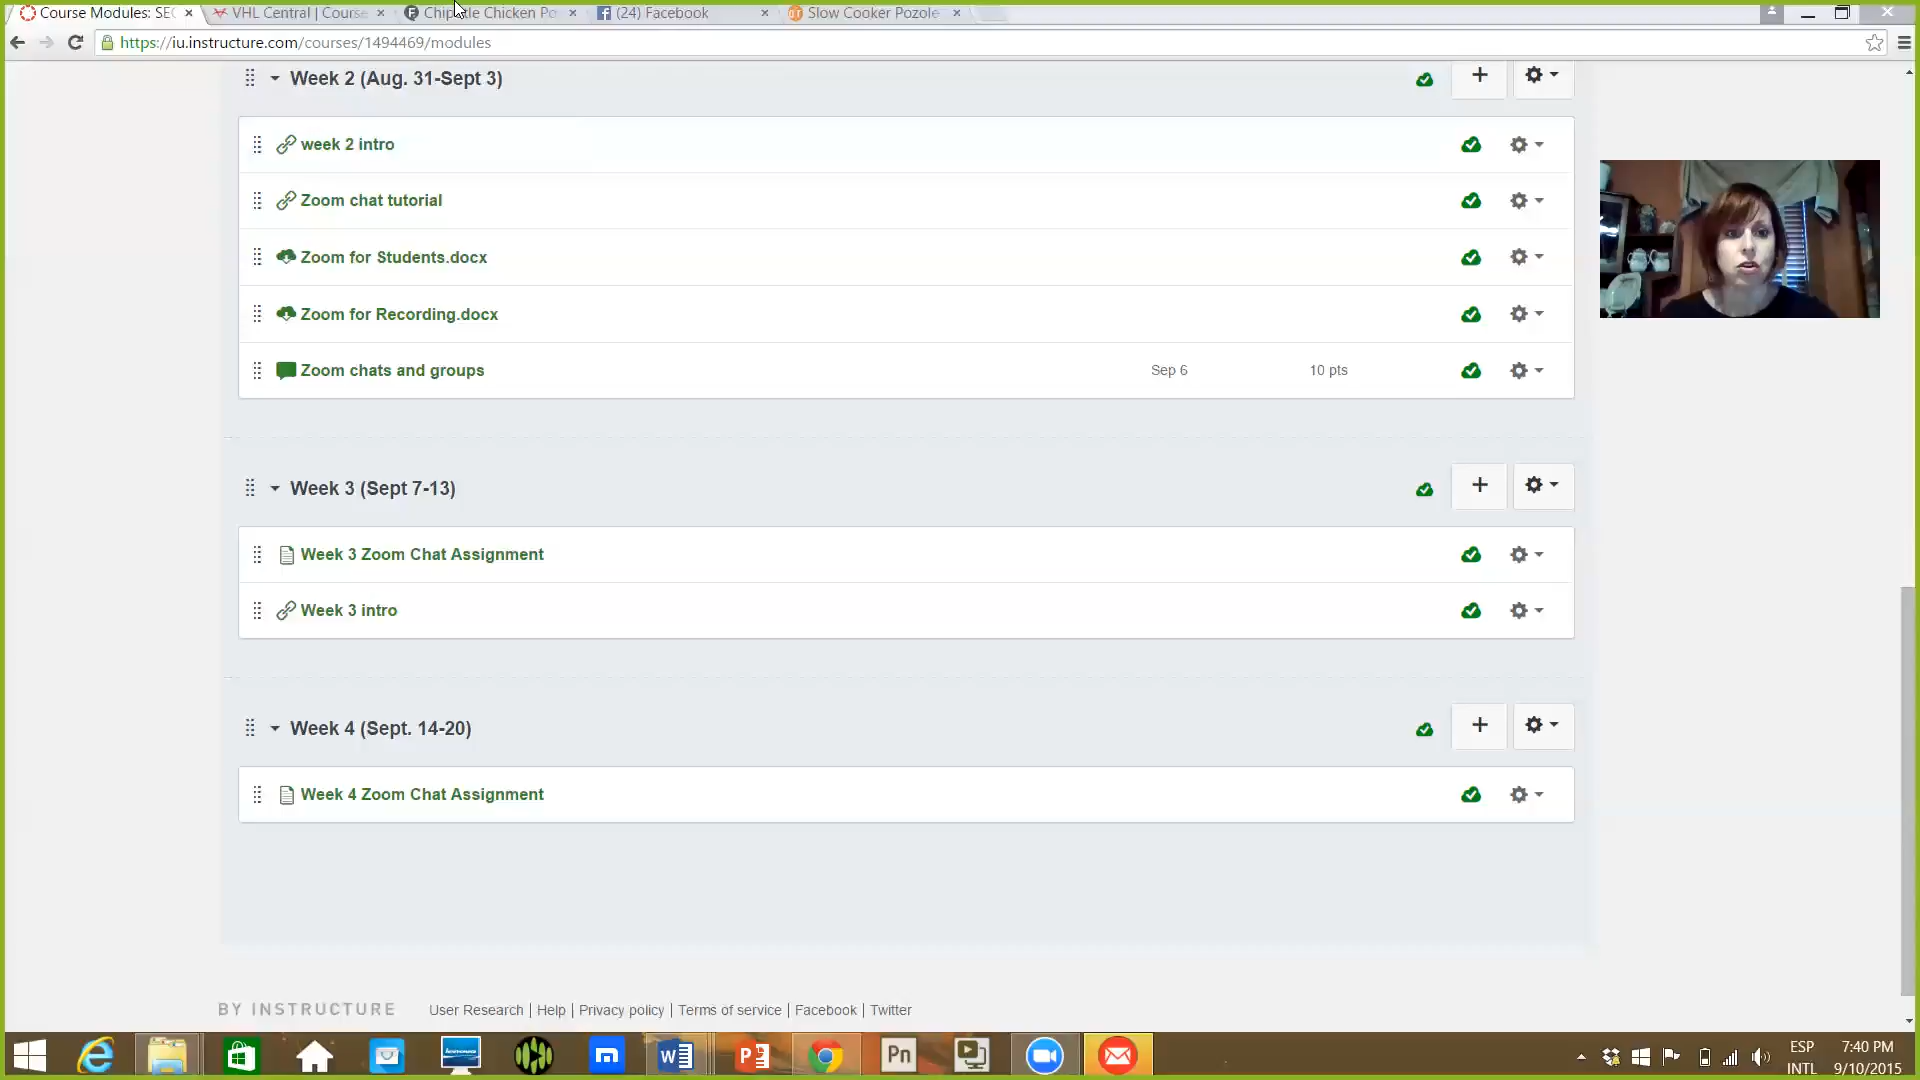 Course Modules: SEC
VHL Central | Course
Chipotle Chicken Po
(24) Facebook
Slow Cooker Pozole
https://iu.instructure.com/courses/1494469/modules
Week 2 (Aug. 31-Sept 3)
week 2 intro
Zoom chat tutorial
Zoom for Students.docx
Zoom for Recording.docx
Zoom chats and groups Sep 6 10 pts
Week 3 (Sept 7-13)
Week 3 Zoom Chat Assignment
Week 3 intro
Week 4 (Sept. 14-20)
Week 4 Zoom Chat Assignment
BY INSTRUCTURE User Research | Help | Privacy policy | Terms of service | Facebook | Twitter
Pn
ESP 7:40 PM
INTL 9/10/2015